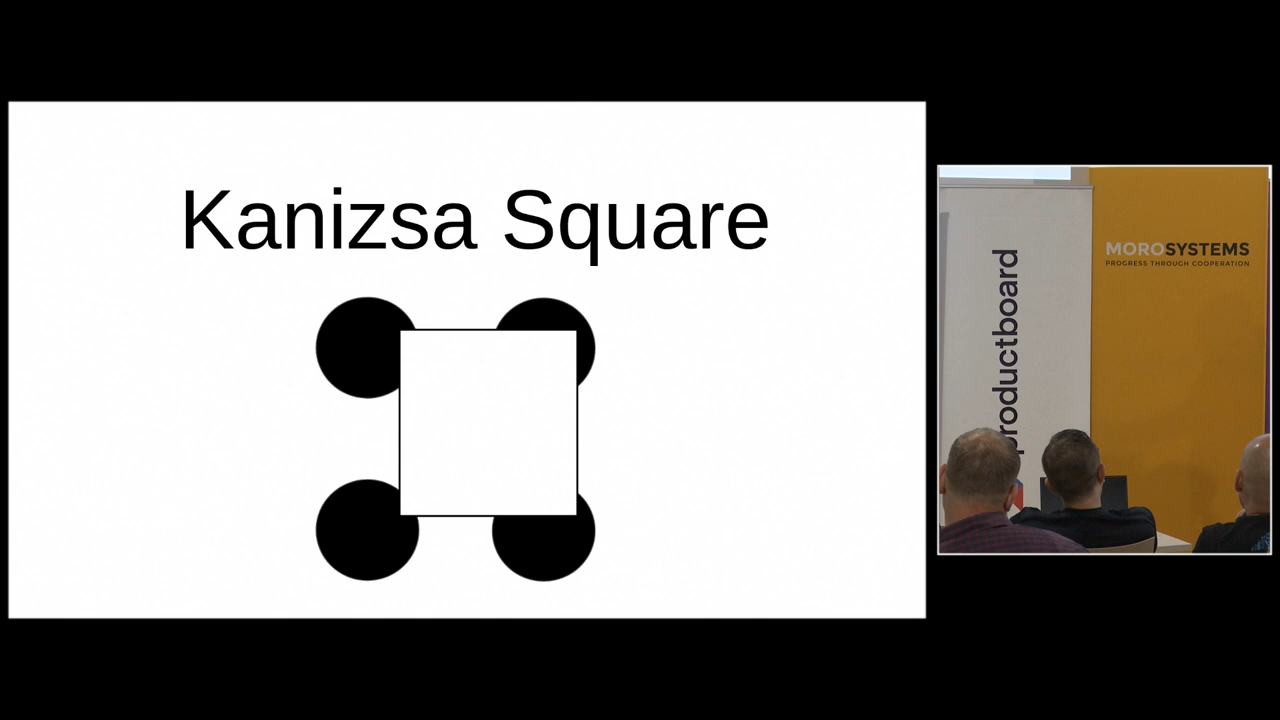 Kanizsa Square
productboard
MOROSYSTEMS
PROGRESS THROUGH COOPERATION